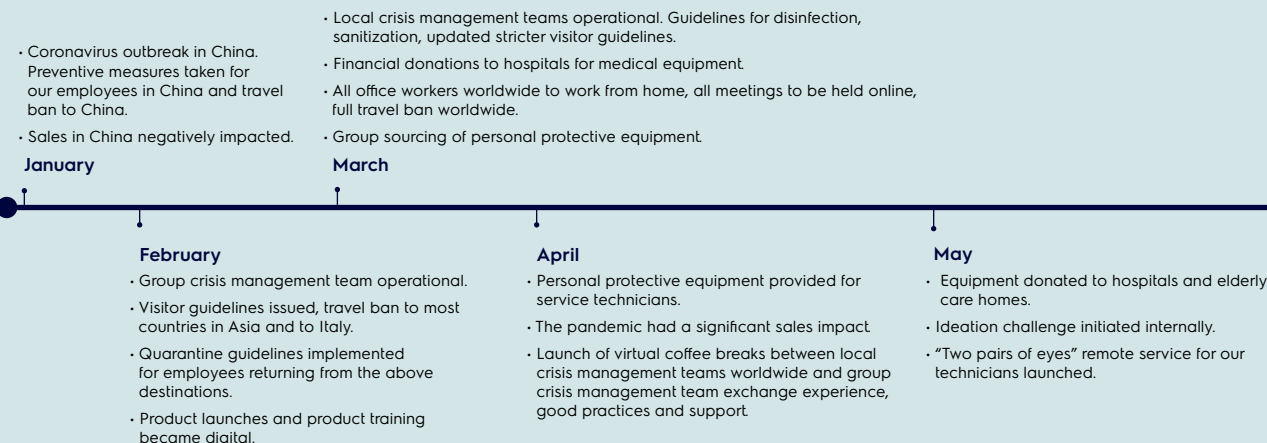 · Coronavirus outbreak in China.
Preventive measures taken for
our employees in China and travel
ban to China.
· Sales in China negatively impacted.
January
· Local crisis management teams operational. Guidelines for disinfection,
sanitization, updated stricter visitor guidelines.
· Financial donations to hospitals for medical equipment.
· All office workers worldwide to work from home, all meetings to be held online,
full travel ban worldwide.
· Group sourcing of personal protective equipment.
March
February
· Group crisis management team operational.
· Visitor guidelines issued, travel ban to most
countries in Asia and to Italy.
· Quarantine guidelines implemented
for employees returning from the above
destinations.
· Product launches and product training
became digital.
April
· Personal protective equipment provided for
service technicians.
· The pandemic had a significant sales impact.
· Launch of virtual coffee breaks between local
crisis management teams worldwide and group
crisis management team exchange experience,
good practices and support.
May
· Equipment donated to hospitals and elderly
care homes.
· Ideation challenge initiated internally.
· “Two pairs of eyes” remote service for our
technicians launched.